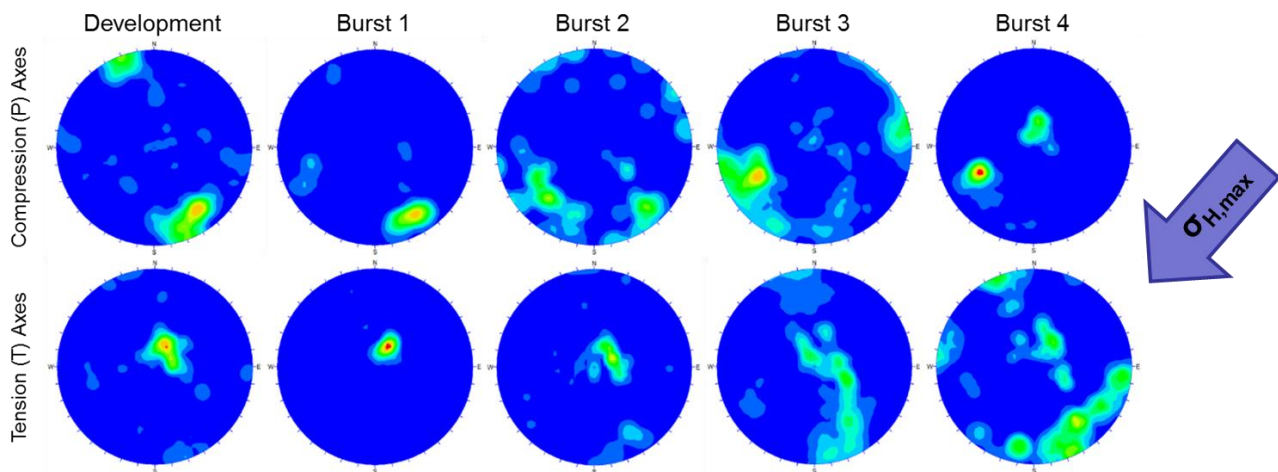 Development Burst 1 Burst 2 Burst 3 Burst 4
Compression (P) Axes
N N N N N
W E W E W E W E W E
S S S S S
σH,max
Tension (T) Axes
N N N N N
W E W E W E W E W E
S S S S S